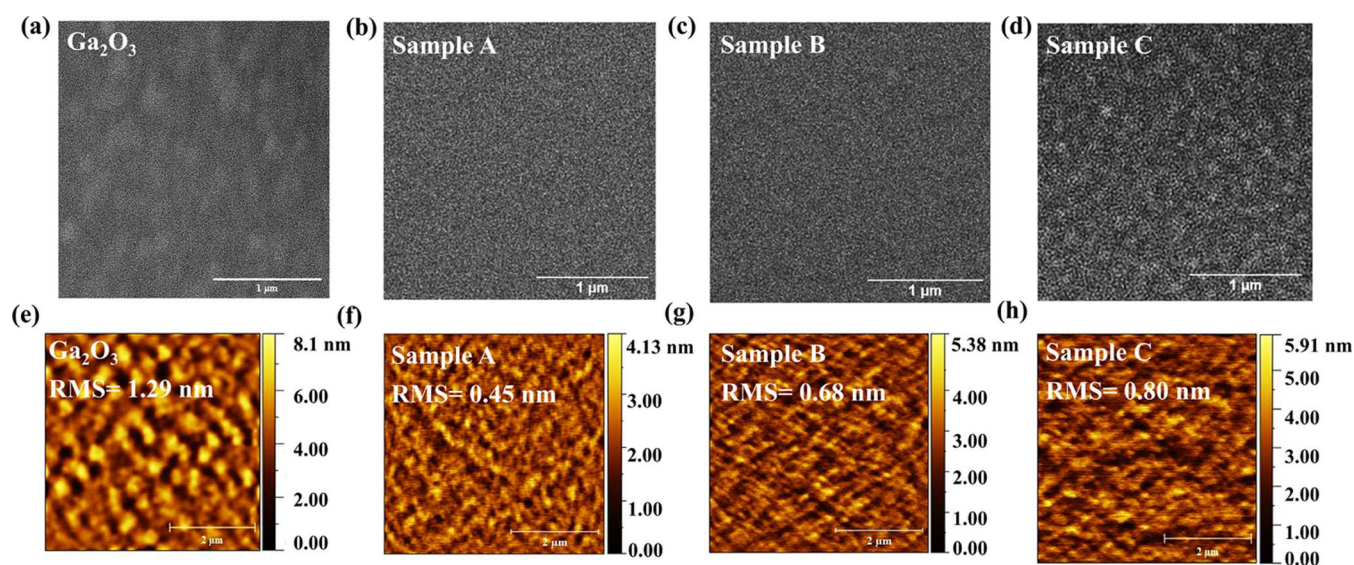 (a)
Ga₂O₃
1 μm
(b)
Sample A
1 μm
(c)
Sample B
1 μm
(d)
Sample C
1 μm
(e)
Ga₂O₃
RMS= 1.29 nm
2 μm
8.1 nm
6.00
4.00
2.00
0.00
(f)
Sample A
RMS= 0.45 nm
2 μm
4.13 nm
3.00
2.00
1.00
0.00
(g)
Sample B
RMS= 0.68 nm
2 μm
5.38 nm
4.00
3.00
2.00
1.00
0.00
(h)
Sample C
RMS= 0.80 nm
2 μm
5.91 nm
5.00
4.00
3.00
2.00
1.00
0.00